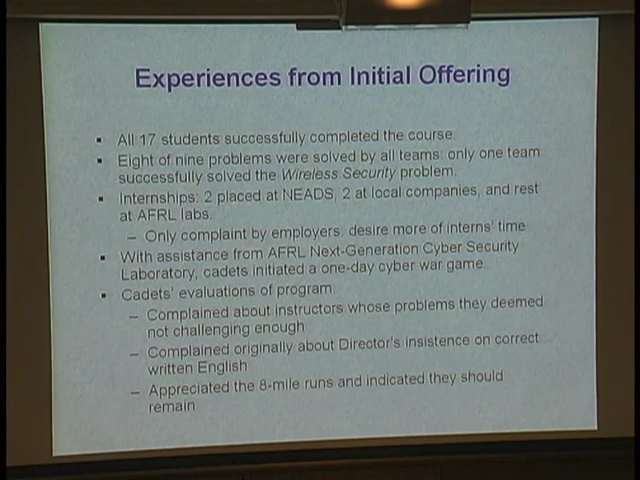 Experiences from Initial Offering
▪ All 17 students successfully completed the course.
▪ Eight of nine problems were solved by all teams: only one team
successfully solved the Wireless Security problem.
▪ Internships: 2 placed at NEADS, 2 at local companies, and rest
at AFRL labs.
– Only complaint by employers: desire more of interns' time
▪ With assistance from AFRL Next-Generation Cyber Security
Laboratory, cadets initiated a one-day cyber war game.
▪ Cadets' evaluations of program:
– Complained about instructors whose problems they deemed
not challenging enough
– Complained originally about Director's insistence on correct
written English
– Appreciated the 8-mile runs and indicated they should
remain